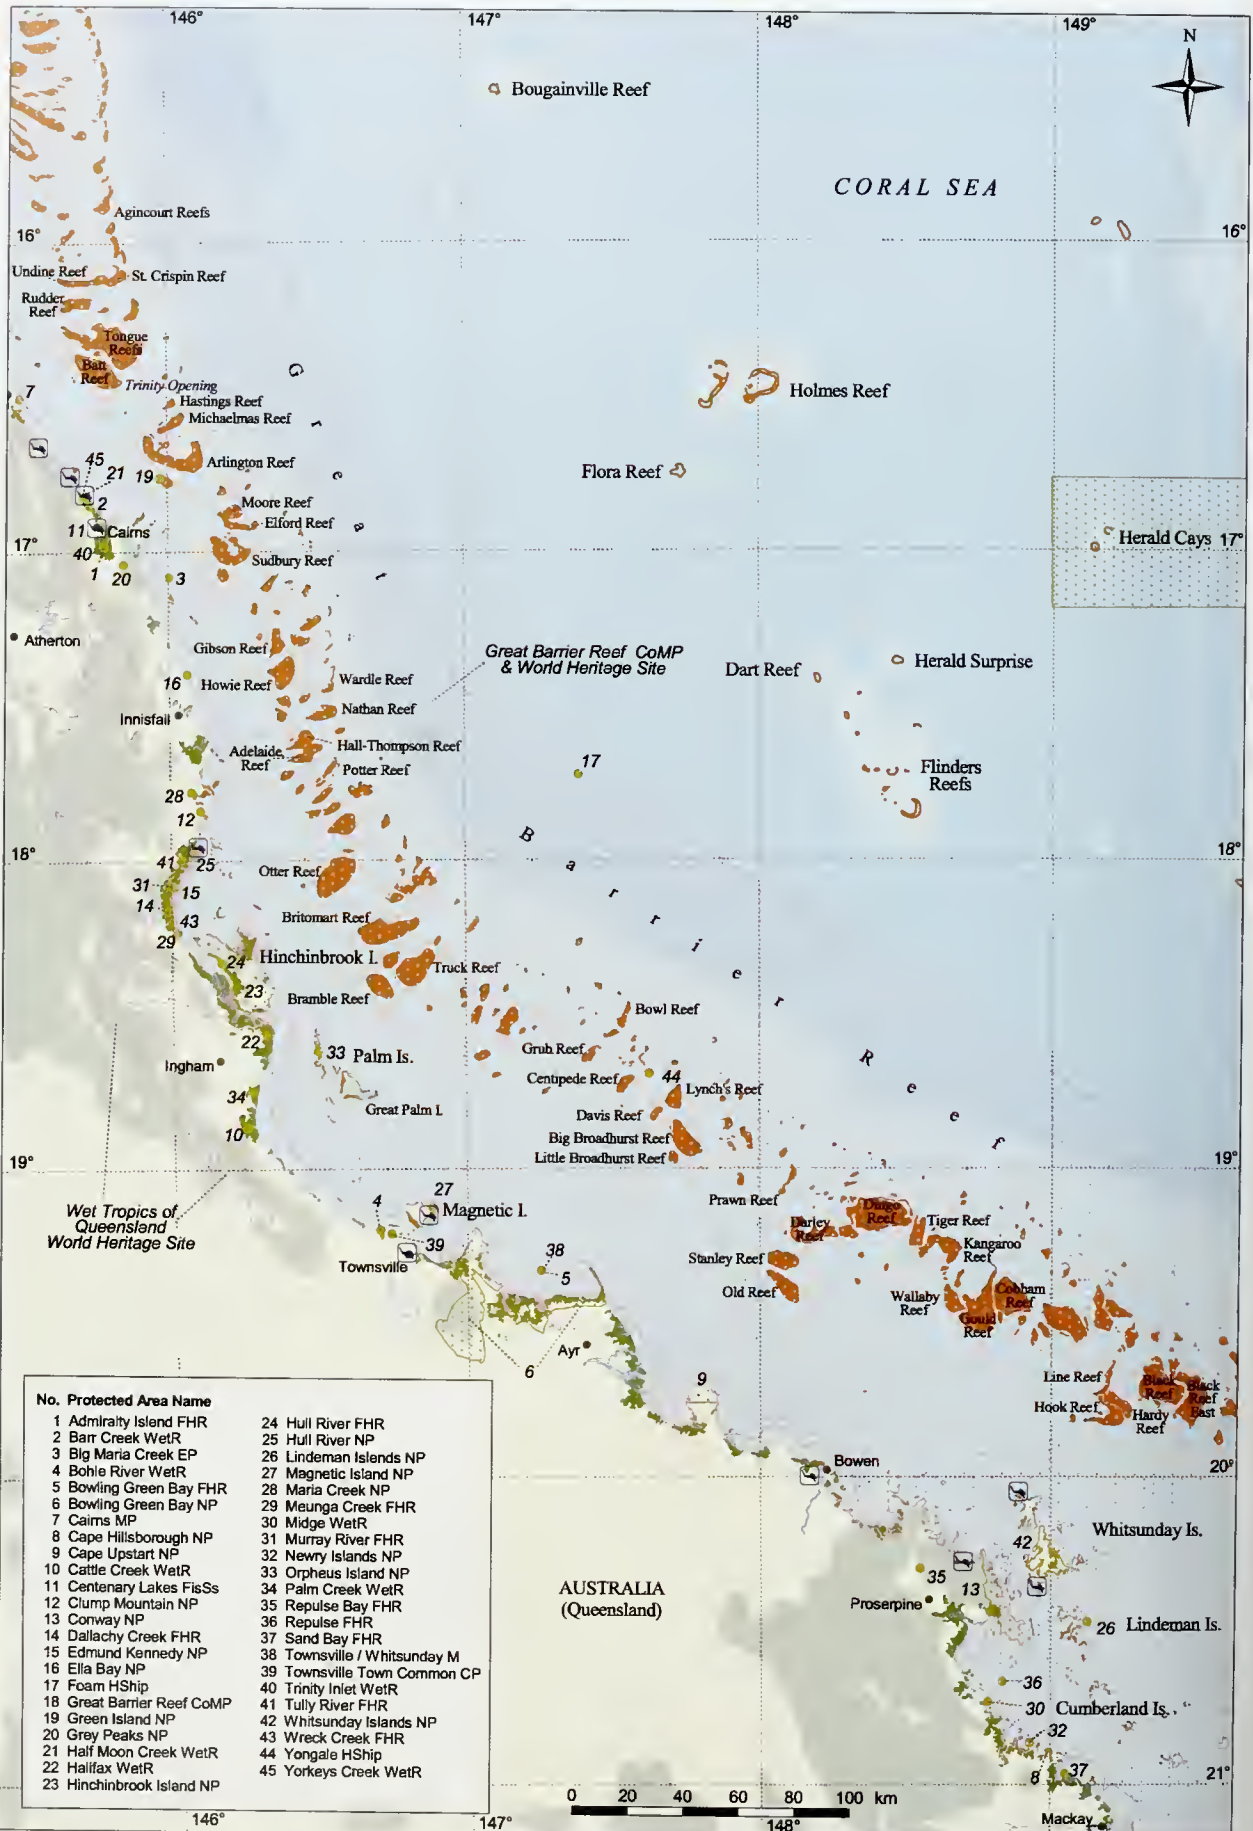 146°
147°
148°
149°
N
Bougainville Reef
CORAL SEA
Agincourt Reefs
16°
16°
Undine Reef
St. Crispin Reef
Rudder
Reef
Tongue
Reefs
Batt
Reef
Trinity Opening
7
Hastings Reef
Michaelmas Reef
Great Barrier Reef
Holmes Reef
Arlington Reef
45
21
19
2
Flora Reef
Moore Reef
Elford Reef
11
Cairns
Herald Cays
17°
17°
40
Sudbury Reef
1
20
3
Atherton
Gibson Reef
Great Barrier Reef CoMP
& World Heritage Site
Herald Surprise
Dart Reef
16
Howie Reef
Wardle Reef
Nathan Reef
Innisfail
Adelaide
Reef
Hall-Thompson Reef
Potter Reef
17
Flinders
Reefs
28
12
18°
18°
41
25
Otter Reef
31
15
14
43
Britomart Reef
29
24
Hinchinbrook I.
Truck Reef
23
Bramble Reef
Bowl Reef
22
33
Palm Is.
Grub Reef
Ingham
Centipede Reef
44
Lynch's Reef
34
Great Palm I.
Davis Reef
10
Big Broadhurst Reef
Little Broadhurst Reef
19°
19°
Prawn Reef
Wet Tropics of
Queensland
World Heritage Site
27
4
Magnetic I.
Darley
Reef
Dingo
Reef
Tiger Reef
39
Kangaroo
Reef
Townsville
38
5
Stanley Reef
Old Reef
Wallaby
Reef
Cobham
Reef
Gould
Reef
Ayr
6
9
Line Reef
Black
Reef
Black
Reef
East
Hook Reef
Hardy
Reef
Bowen
20°
42
Whitsunday Is.
AUSTRALIA
(Queensland)
35
13
Proserpine
26
Lindeman Is.
36
30
Cumberland Is.
32
8
37
21°
Mackay
No. Protected Area Name
1 Admiralty Island FHR
2 Barr Creek WetR
3 Big Maria Creek EP
4 Bohle River WetR
5 Bowling Green Bay FHR
6 Bowling Green Bay NP
7 Cairns MP
8 Cape Hillsborough NP
9 Cape Upstart NP
10 Cattle Creek WetR
11 Centenary Lakes FisSs
12 Clump Mountain NP
13 Conway NP
14 Dallachy Creek FHR
15 Edmund Kennedy NP
16 Ella Bay NP
17 Foam HShip
18 Great Barrier Reef CoMP
19 Green Island NP
20 Grey Peaks NP
21 Half Moon Creek WetR
22 Halifax WetR
23 Hinchinbrook Island NP
24 Hull River FHR
25 Hull River NP
26 Lindeman Islands NP
27 Magnetic Island NP
28 Maria Creek NP
29 Meunga Creek FHR
30 Midge WetR
31 Murray River FHR
32 Newry Islands NP
33 Orpheus Island NP
34 Palm Creek WetR
35 Repulse Bay FHR
36 Repulse FHR
37 Sand Bay FHR
38 Townsville / Whitsunday M
39 Townsville Town Common CP
40 Trinity Inlet WetR
41 Tully River FHR
42 Whitsunday Islands NP
43 Wreck Creek FHR
44 Yongale HShip
45 Yorkeys Creek WetR
0 20 40 60 80 100 km
146°
147°
148°